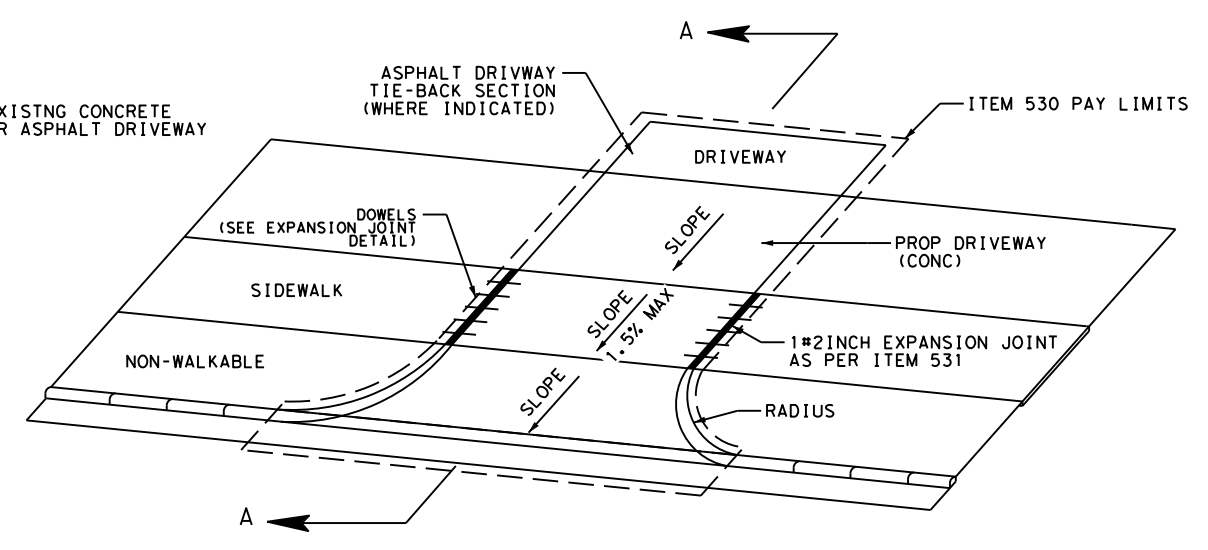 A
ASPHALT DRIVWAY
TIE-BACK SECTION
(WHERE INDICATED)
XISTNG CONCRETE
R ASPHALT DRIVEWAY
ITEM 530 PAY LIMITS
DRIVEWAY
DOWELS
(SEE EXPANSION JOINT
DETAIL)
SLOPE
PROP DRIVEWAY
(CONC)
SIDEWALK
SLOPE
1.5% MAX
1#2INCH EXPANSION JOINT
AS PER ITEM 531
NON-WALKABLE
SLOPE
RADIUS
A